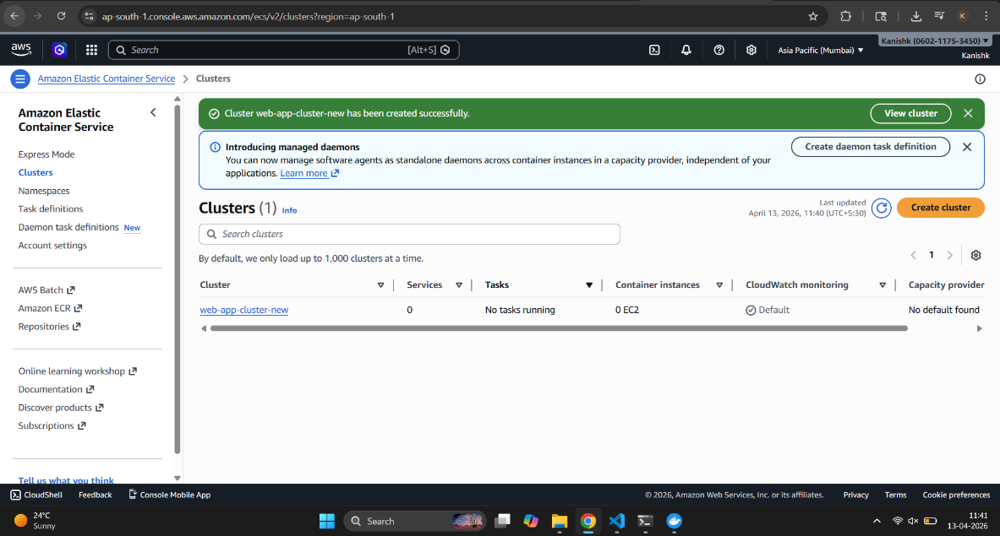 ap-south-1.console.aws.amazon.com/ecs/v2/clusters?region=ap-south-1
K
aws
Search [Alt+S]
Asia Pacific (Mumbai) ▼
Kanishk (0602-1175-3450) ▼
Kanishk
Amazon Elastic Container Service > Clusters
Amazon Elastic
Container Service
Express Mode
Clusters
Namespaces
Task definitions
Daemon task definitions New
Account settings
AWS Batch
Amazon ECR
Repositories
Online learning workshop
Documentation
Discover products
Subscriptions
Tell us what you think
Cluster web-app-cluster-new has been created successfully.
View cluster
Introducing managed daemons
You can now manage software agents as standalone daemons across container instances in a capacity provider, independent of your
applications. Learn more
Create daemon task definition
Clusters (1) Info
Last updated
April 13, 2026, 11:40 (UTC+5:30)
Create cluster
Search clusters
By default, we only load up to 1,000 clusters at a time.
1
Cluster Services Tasks Container instances CloudWatch monitoring Capacity provider
web-app-cluster-new 0 No tasks running 0 EC2 Default No default found
CloudShell Feedback Console Mobile App
© 2026, Amazon Web Services, Inc. or its affiliates. Privacy Terms Cookie preferences
24°C
Sunny
Search
11:41
13-04-2026